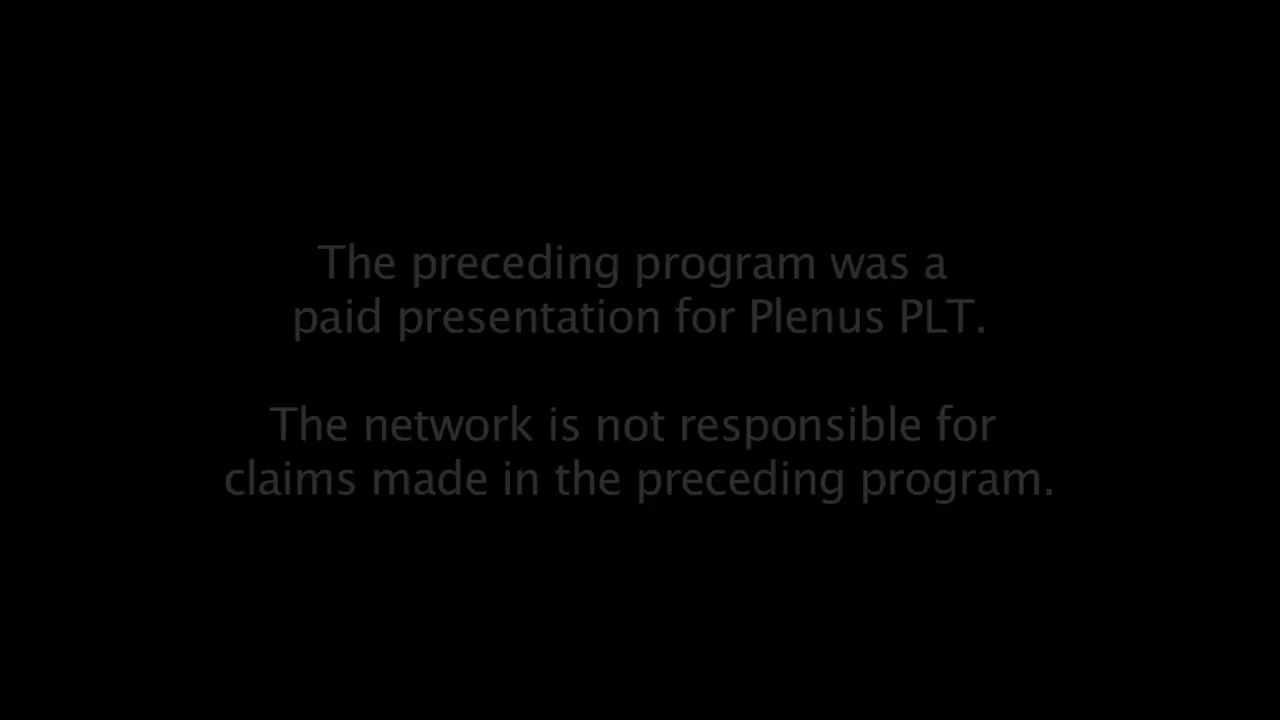 The preceding program was a
paid presentation for Plenus PLT.
The network is not responsible for
claims made in the preceding program.